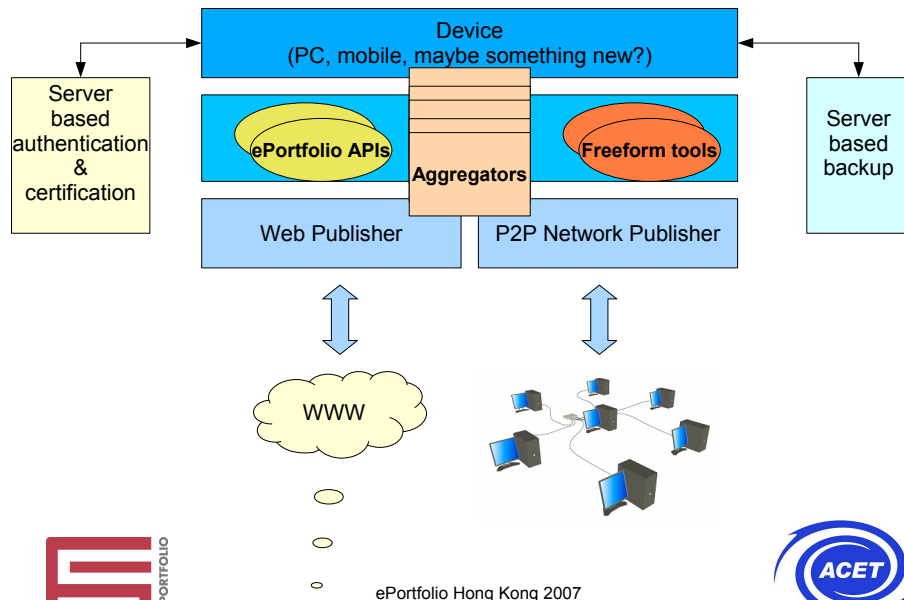 Device
(PC, mobile, maybe something new?)
Server
based
authentication
&
certification
ePortfolio APIs
Aggregators
Freeform tools
Server
based
backup
Web Publisher
P2P Network Publisher
WWW
PORTFOLIO
ePortfolio Hong Kong 2007
ACET